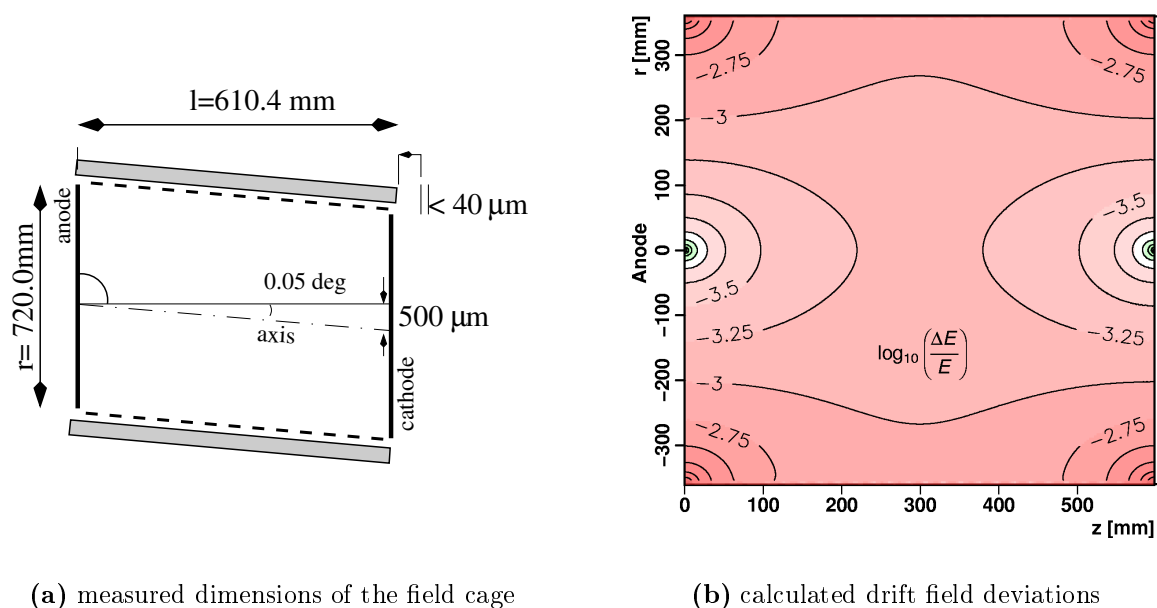 l=610.4 mm
anode
r= 720.0mm
< 40 μm
0.05 deg
500 μm
axis
cathode
(a) measured dimensions of the field cage
r [mm]
Anode
300
200
100
0
−100
−200
−300
−2.75
−2.75
−3
−3.5
−3.5
−3.25
−3.25
log10 (ΔE/E)
−3
−3
−2.75
−2.75
0 100 200 300 400 500
z [mm]
(b) calculated drift field deviations